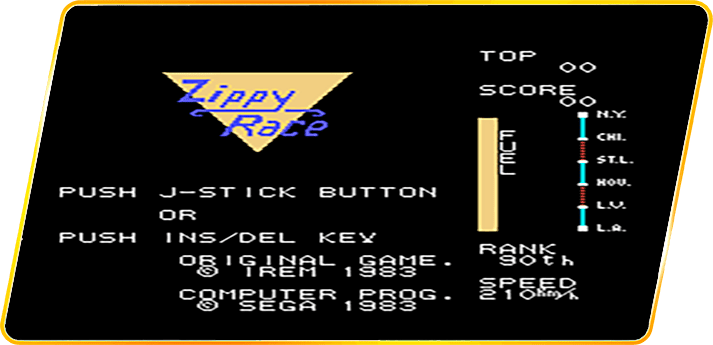 Zippy
Race
PUSH J-STICK BUTTON
OR
PUSH INS/DEL KEY
ORIGINAL GAME.
© IREM 1983
COMPUTER PROG.
© SEGA 1983
TOP
00
SCORE
00
FUEL
N.Y.
CHI.
ST.L.
HOU.
L.V.
L.A.
RANK
90th
SPEED
210km/h